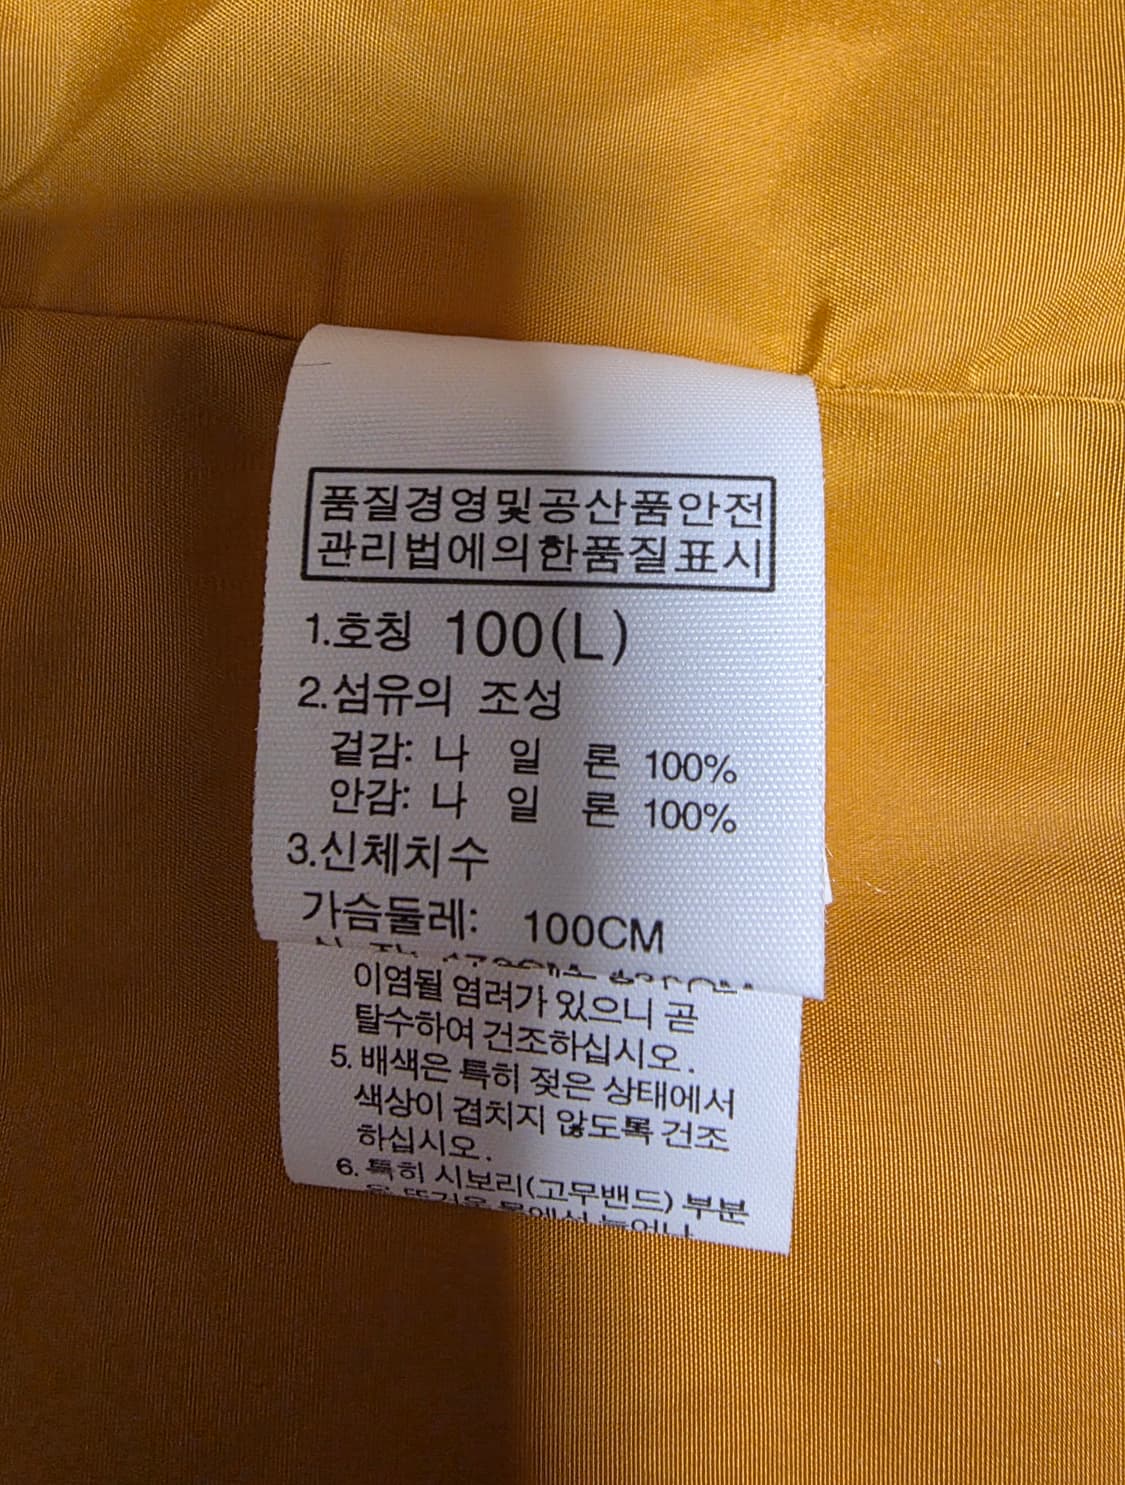 품질경영및공산품안전
관리법에의한품질표시
1.호칭 100(L)
2.섬유의 조성
겉감: 나 일 론 100%
안감: 나 일 론 100%
3.신체치수
가슴둘레: 100CM
이염될 염려가 있으니 곧
탈수하여 건조하십시오.
5. 배색은 특히 젖은 상태에서
색상이 겹치지 않도록 건조
하십시오.
6. 특히 시보리(고무밴드) 부분